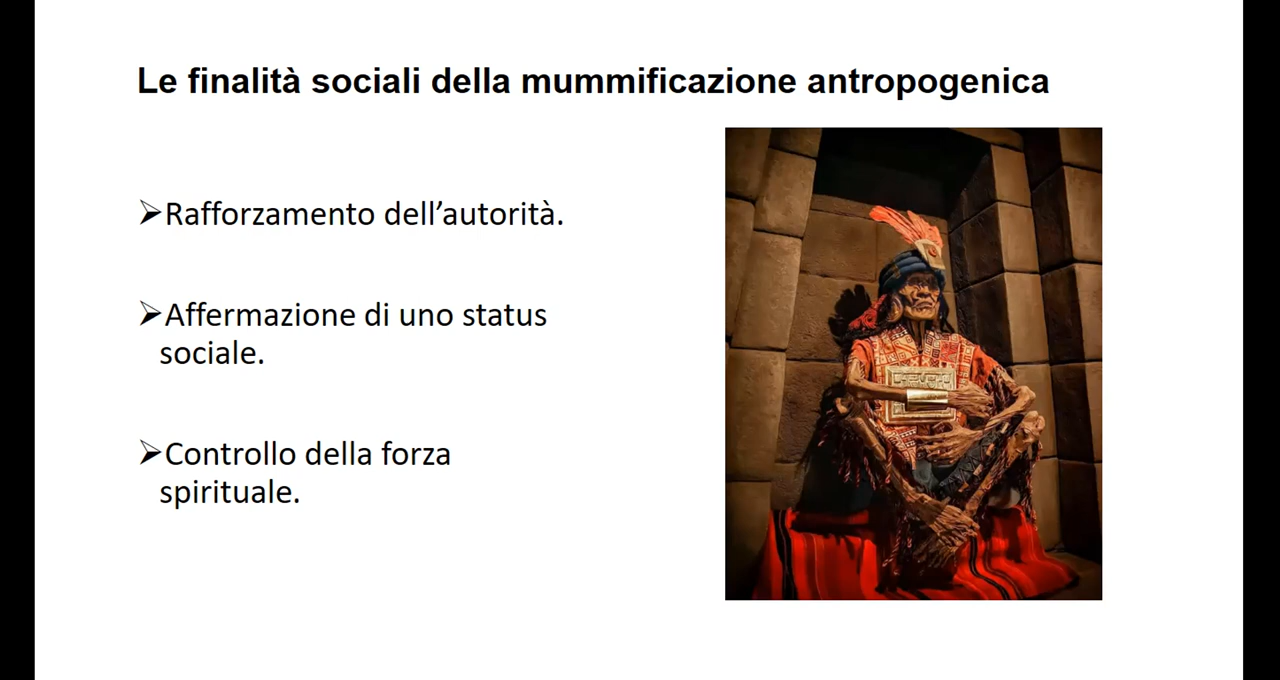 Le finalità sociali della mummificazione antropogenica
➢Rafforzamento dell’autorità.
➢Affermazione di uno status
sociale.
➢Controllo della forza
spirituale.